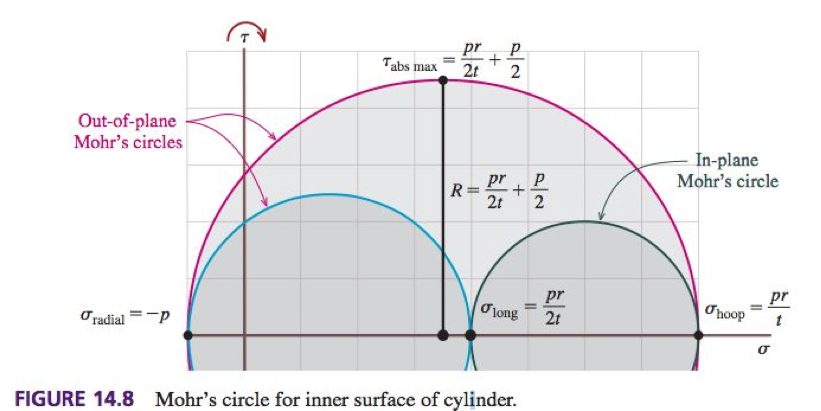 τ
τabs max = pr/2t + p/2
Out-of-plane
Mohr's circles
In-plane
Mohr's circle
R = pr/2t + p/2
σradial = −p
σlong = pr/2t
σhoop = pr/t
σ
FIGURE 14.8 Mohr's circle for inner surface of cylinder.